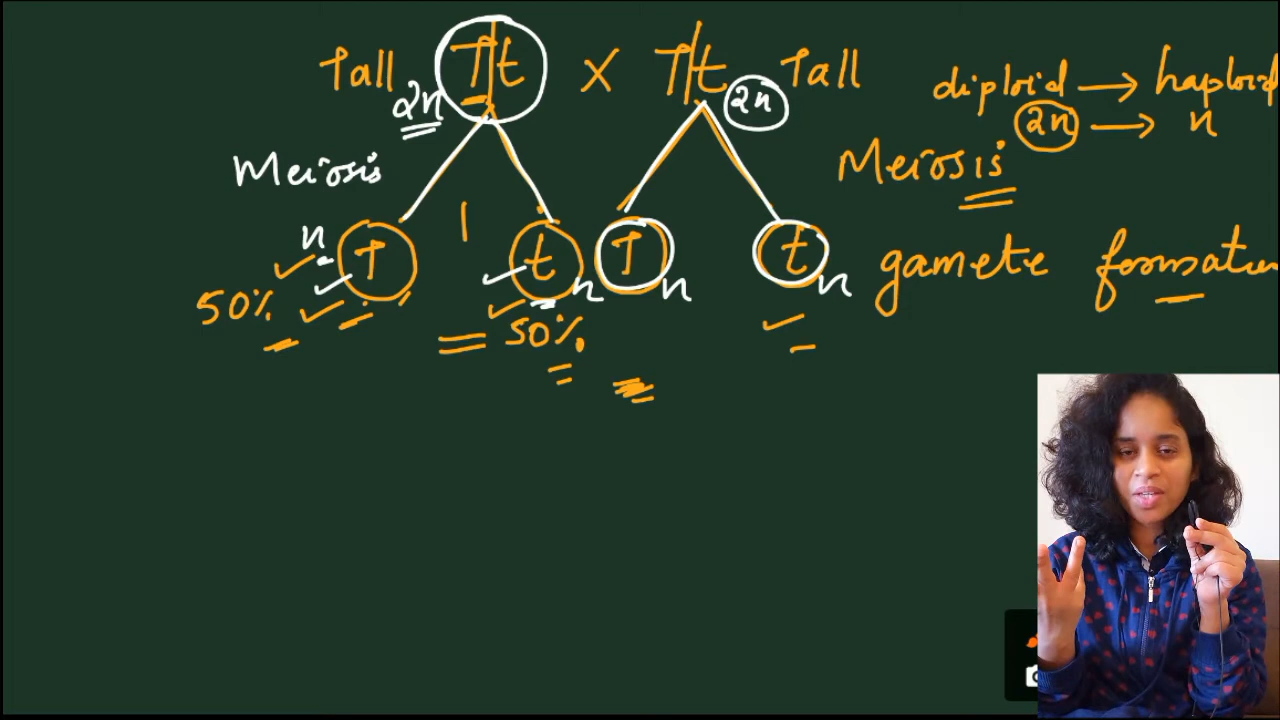 Tall Tt X Tt Tall
2n 2n
diploid → haploid
2n → n
Meiosis Meiosis
n T t n T n t n
gamete formation
50% 50%